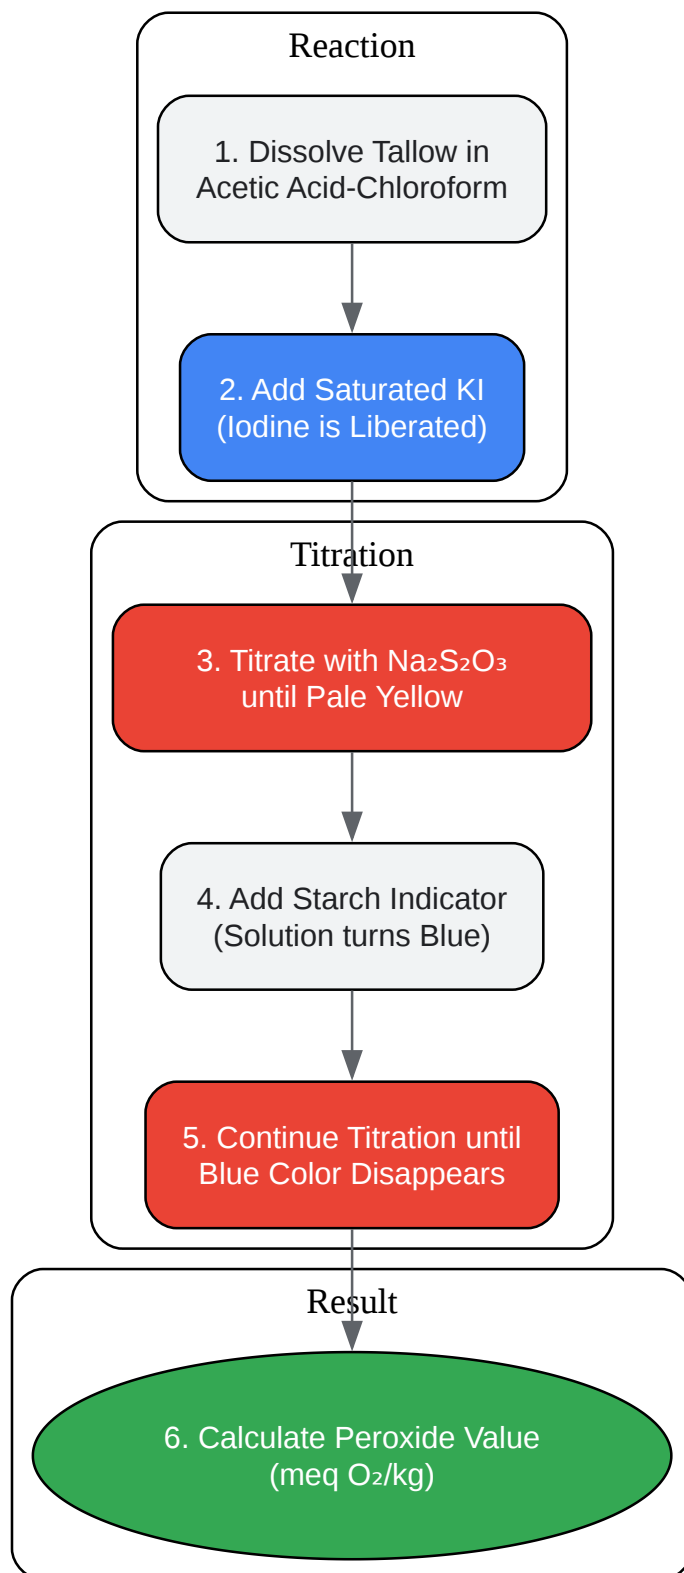 Reaction
1. Dissolve Tallow in
Acetic Acid-Chloroform
2. Add Saturated KI
(Iodine is Liberated)
Titration
3. Titrate with Na₂S₂O₃
until Pale Yellow
4. Add Starch Indicator
(Solution turns Blue)
5. Continue Titration until
Blue Color Disappears
Result
6. Calculate Peroxide Value
(meq O₂/kg)